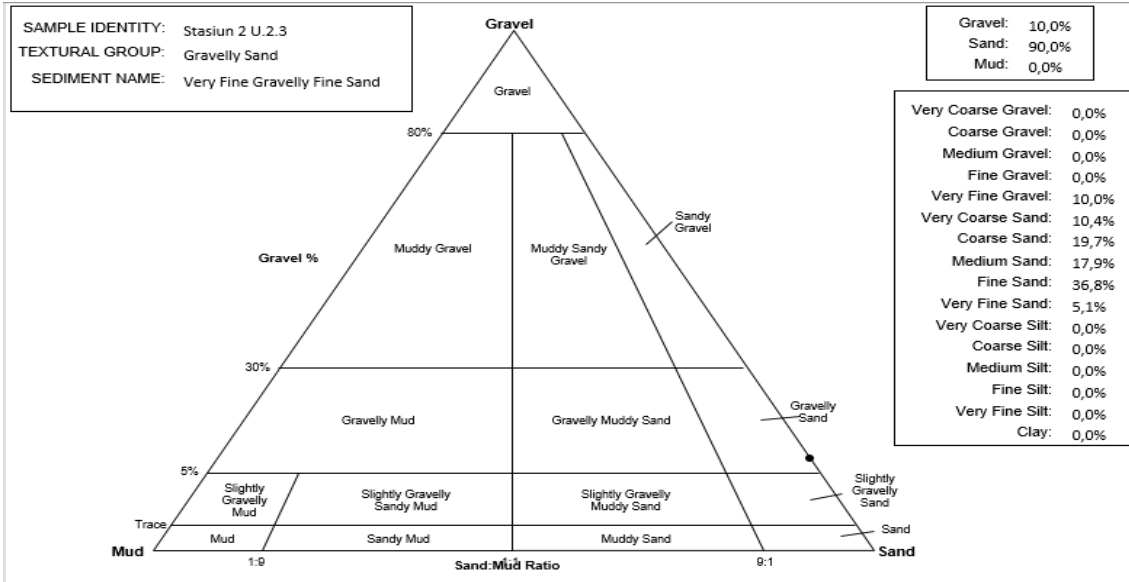 SAMPLE IDENTITY: Stasiun 2 U.2.3
TEXTURAL GROUP: Gravelly Sand
SEDIMENT NAME: Very Fine Gravelly Fine Sand
Gravel: 10,0%
Sand: 90,0%
Mud: 0,0%
Very Coarse Gravel: 0,0%
Coarse Gravel: 0,0%
Medium Gravel: 0,0%
Fine Gravel: 0,0%
Very Fine Gravel: 10,0%
Very Coarse Sand: 10,4%
Coarse Sand: 19,7%
Medium Sand: 17,9%
Fine Sand: 36,8%
Very Fine Sand: 5,1%
Very Coarse Silt: 0,0%
Coarse Silt: 0,0%
Medium Silt: 0,0%
Fine Silt: 0,0%
Very Fine Silt: 0,0%
Clay: 0,0%
Gravel
Gravel
80%
Sandy
Gravel
Muddy Gravel
Muddy Sandy
Gravel
Gravel %
30%
Gravelly
Sand
Gravelly Mud
Gravelly Muddy Sand
5%
Slightly
Gravelly
Mud
Slightly Gravelly
Sandy Mud
Slightly Gravelly
Muddy Sand
Slightly
Gravelly
Sand
Trace
Mud
Sandy Mud
Muddy Sand
Sand
Mud
Sand
1:9
9:1
Sand:Mud Ratio